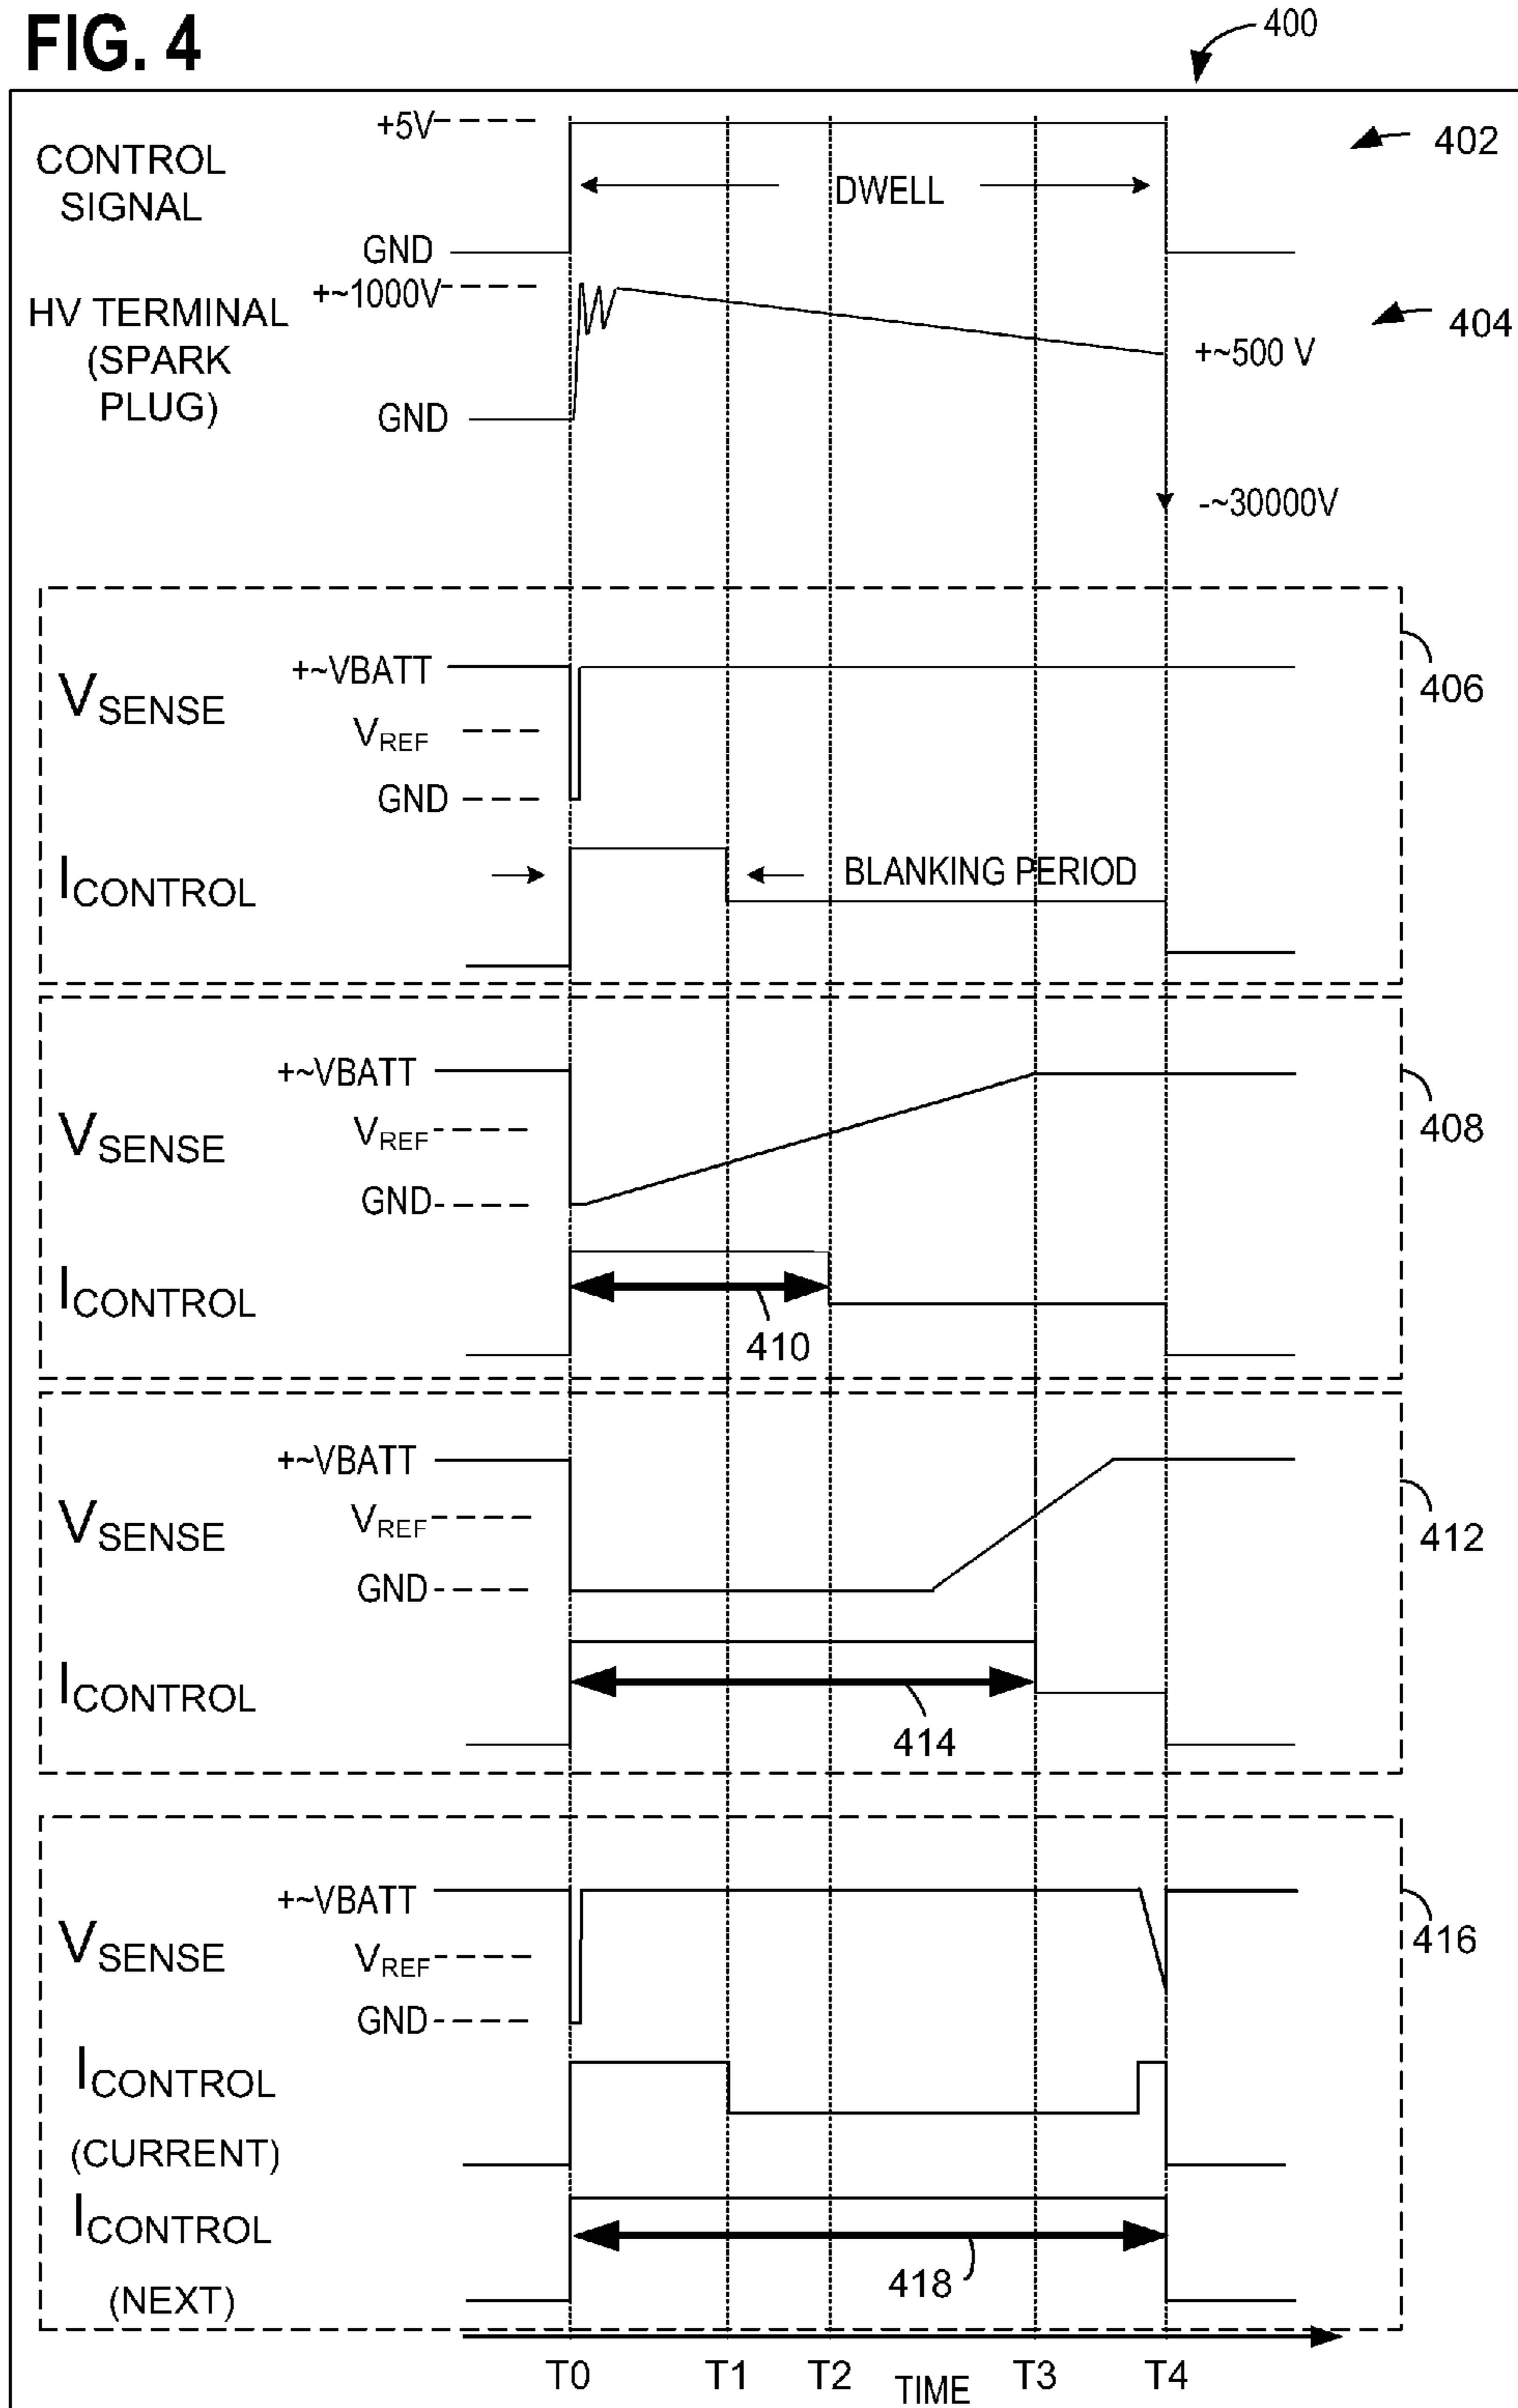 FIG. 4
400
+5V
402
CONTROL
SIGNAL
DWELL
GND
+~1000V
HV TERMINAL
(SPARK
PLUG)
404
+~500 V
GND
-~30000V
+~VBATT
406
VSENSE
VREF
GND
ICONTROL
BLANKING PERIOD
+~VBATT
408
VSENSE
VREF
GND
ICONTROL
410
+~VBATT
412
VSENSE
VREF
GND
ICONTROL
414
+~VBATT
416
VSENSE
VREF
GND
ICONTROL
(CURRENT)
ICONTROL
418
(NEXT)
T0 T1 T2 T3 T4
TIME